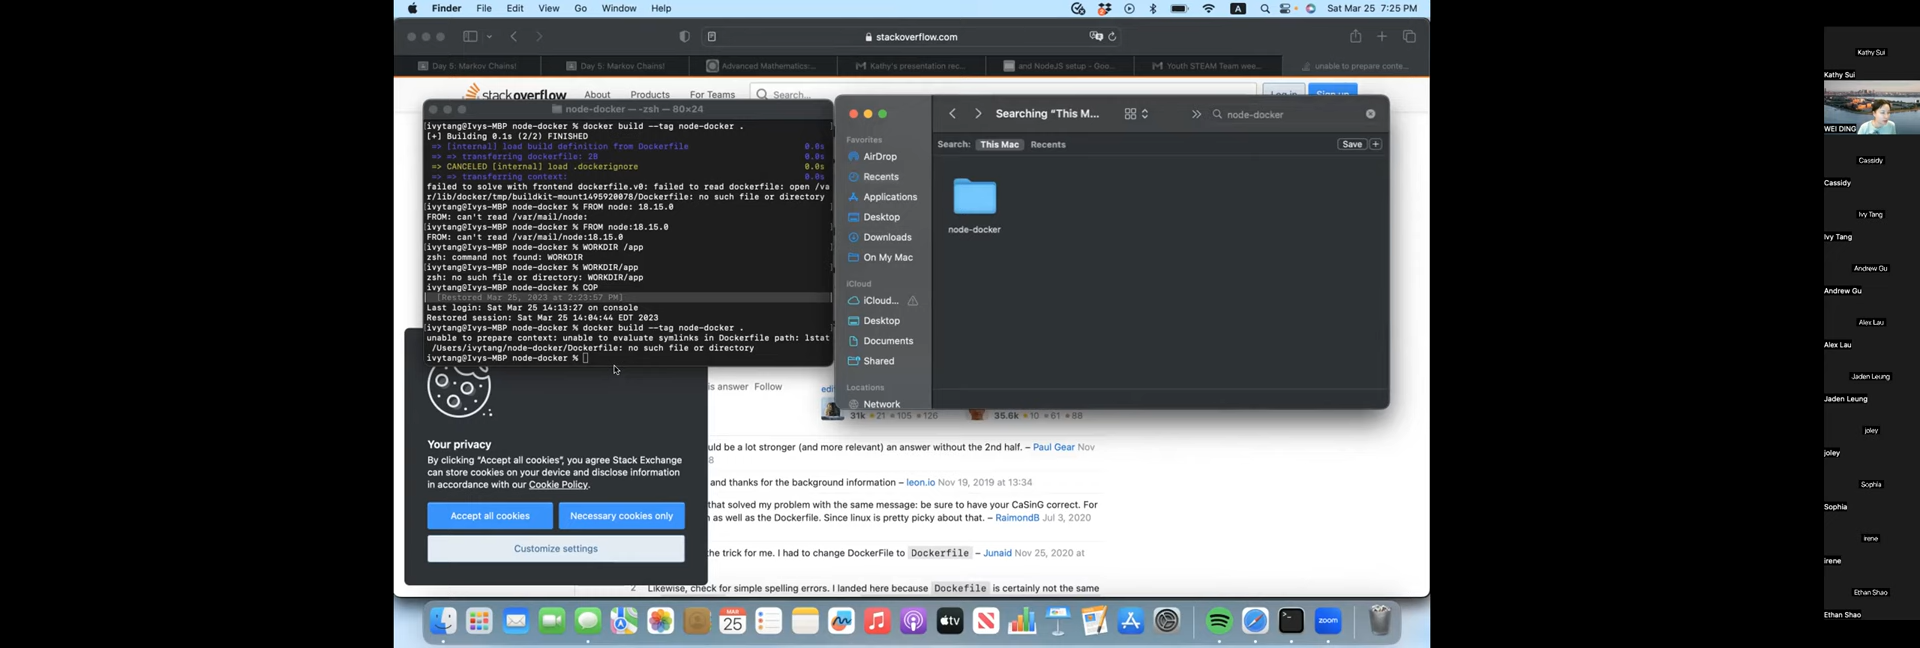 Finder File Edit View Go Window Help
A
Sat Mar 25 7:25 PM
stackoverflow.com
Day 5: Markov Chains!
Day 5: Markov Chains!
Advanced Mathematics:...
Kathy's presentation rec...
and NodeJS setup - Goo...
Youth STEAM Team wee...
unable to prepare conte...
stackoverflow
About Products For Teams
Search...
Log in
Sign up
node-docker — -zsh — 80×24
[ivytang@Ivys-MBP node-docker % docker build --tag node-docker .
[+] Building 0.1s (2/2) FINISHED
=> [internal] load build definition from Dockerfile 0.0s
=> => transferring dockerfile: 2B 0.0s
=> CANCELED [internal] load .dockerignore 0.0s
=> => transferring context: 0.0s
failed to solve with frontend dockerfile.v0: failed to read dockerfile: open /va
r/lib/docker/tmp/buildkit-mount1495920078/Dockerfile: no such file or directory
[ivytang@Ivys-MBP node-docker % FROM node: 18.15.0
FROM: can't read /var/mail/node:
[ivytang@Ivys-MBP node-docker % FROM node:18.15.0
FROM: can't read /var/mail/node:18.15.0
[ivytang@Ivys-MBP node-docker % WORKDIR /app
zsh: command not found: WORKDIR
[ivytang@Ivys-MBP node-docker % WORKDIR/app
zsh: no such file or directory: WORKDIR/app
ivytang@Ivys-MBP node-docker % COP
[Restored Mar 25, 2023 at 2:23:57 PM]
Last login: Sat Mar 25 14:13:27 on console
Restored session: Sat Mar 25 14:04:44 EDT 2023
[ivytang@Ivys-MBP node-docker % docker build --tag node-docker .
unable to prepare context: unable to evaluate symlinks in Dockerfile path: lstat
/Users/ivytang/node-docker/Dockerfile: no such file or directory
ivytang@Ivys-MBP node-docker %
Searching "This M...
node-docker
Search: This Mac Recents
Save
Favorites
AirDrop
Recents
Applications
Desktop
Downloads
On My Mac
iCloud
iCloud...
Desktop
Documents
Shared
Locations
Network
node-docker
is answer Follow
edi
31k 21 105 126
35.6k 10 61 88
Your privacy
By clicking "Accept all cookies", you agree Stack Exchange
can store cookies on your device and disclose information
in accordance with our Cookie Policy.
Accept all cookies
Necessary cookies only
Customize settings
uld be a lot stronger (and more relevant) an answer without the 2nd half. – Paul Gear Nov
8
and thanks for the background information – leon.io Nov 19, 2019 at 13:34
that solved my problem with the same message: be sure to have your CaSinG correct. For
as well as the Dockerfile. Since linux is pretty picky about that. – RaimondB Jul 3, 2020
the trick for me. I had to change DockerFile to Dockerfile – Junaid Nov 25, 2020 at
2 Likewise, check for simple spelling errors. I landed here because Dockefile is certainly not the same
MAR
25
tv
zoom
Kathy Sui
Kathy Sui
WEI DING
Cassidy
Cassidy
Ivy Tang
Ivy Tang
Andrew Gu
Andrew Gu
Alex Lau
Alex Lau
Jaden Leung
Jaden Leung
joley
joley
Sophia
Sophia
irene
irene
Ethan Shao
Ethan Shao